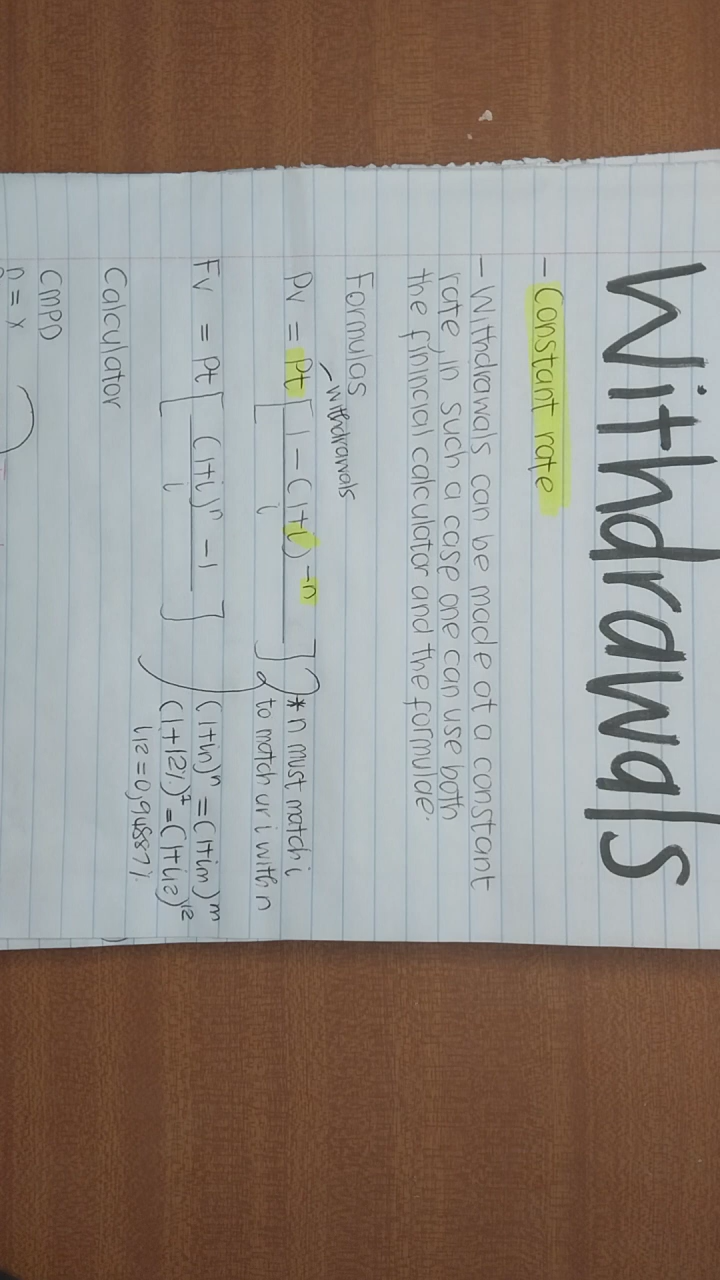 Withdrawals
- Constant rate
- Withdrawals can be made at a constant
rate, in such a case one can use both
the finincial calculator and the formulae.
Formulas
withdrawals
Pv = Pt [ 1 - (1+i)^-n / i ] * n must match i
to match ur i with n
Fv = Pt [ (1+i)^n - 1 / i ] (1+in)^n = (1+im)^m
(1+12%)^1 = (1+i12)^12
i12 = 0,94887%
Calculator
CMPD
n = x